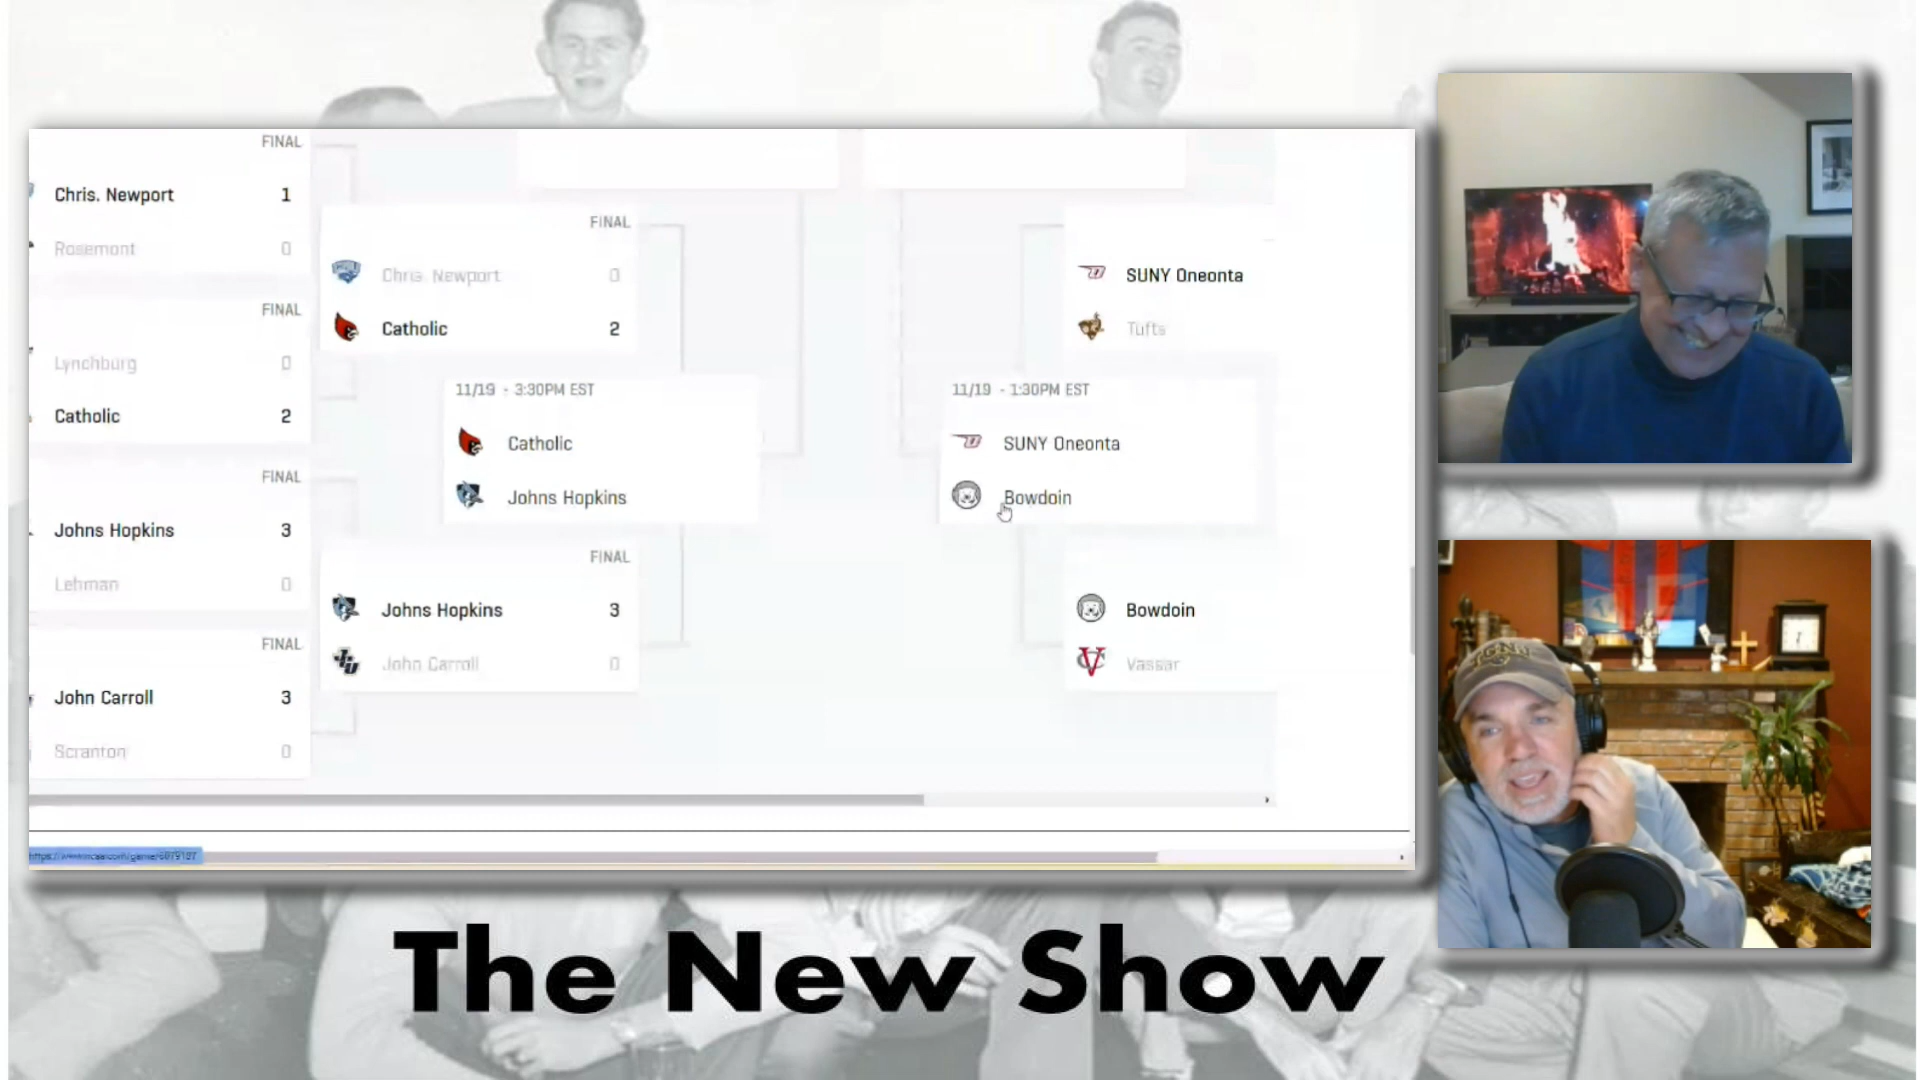 FINAL
Chris. Newport 1
Rosemont 0
FINAL
Lynchburg 0
Catholic 2
FINAL
Johns Hopkins 3
Lehman 0
FINAL
John Carroll 3
Scranton 0
FINAL
Chris. Newport 0
Catholic 2
11/19 - 3:30PM EST
Catholic
Johns Hopkins
FINAL
Johns Hopkins 3
John Carroll 0
SUNY Oneonta
Tufts
11/19 - 1:30PM EST
SUNY Oneonta
Bowdoin
Bowdoin
Vassar
The New Show